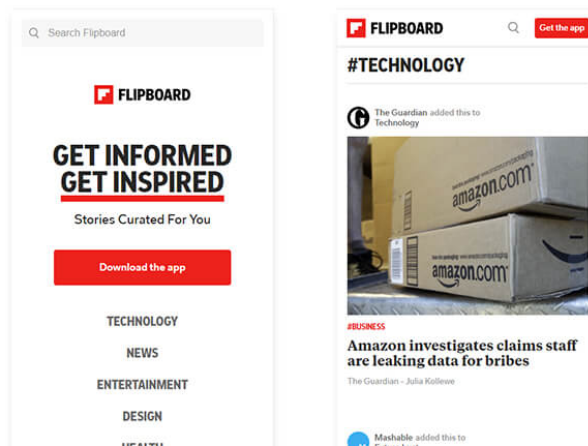 Search Flipboard
FLIPBOARD
GET INFORMED
GET INSPIRED
Stories Curated For You
Download the app
TECHNOLOGY
NEWS
ENTERTAINMENT
DESIGN
HEALTH
FLIPBOARD
Get the app
#TECHNOLOGY
The Guardian added this to
Technology
amazon.com
amazon.com
#BUSINESS
Amazon investigates claims staff
are leaking data for bribes
The Guardian - Julia Kollewe
Mashable added this to